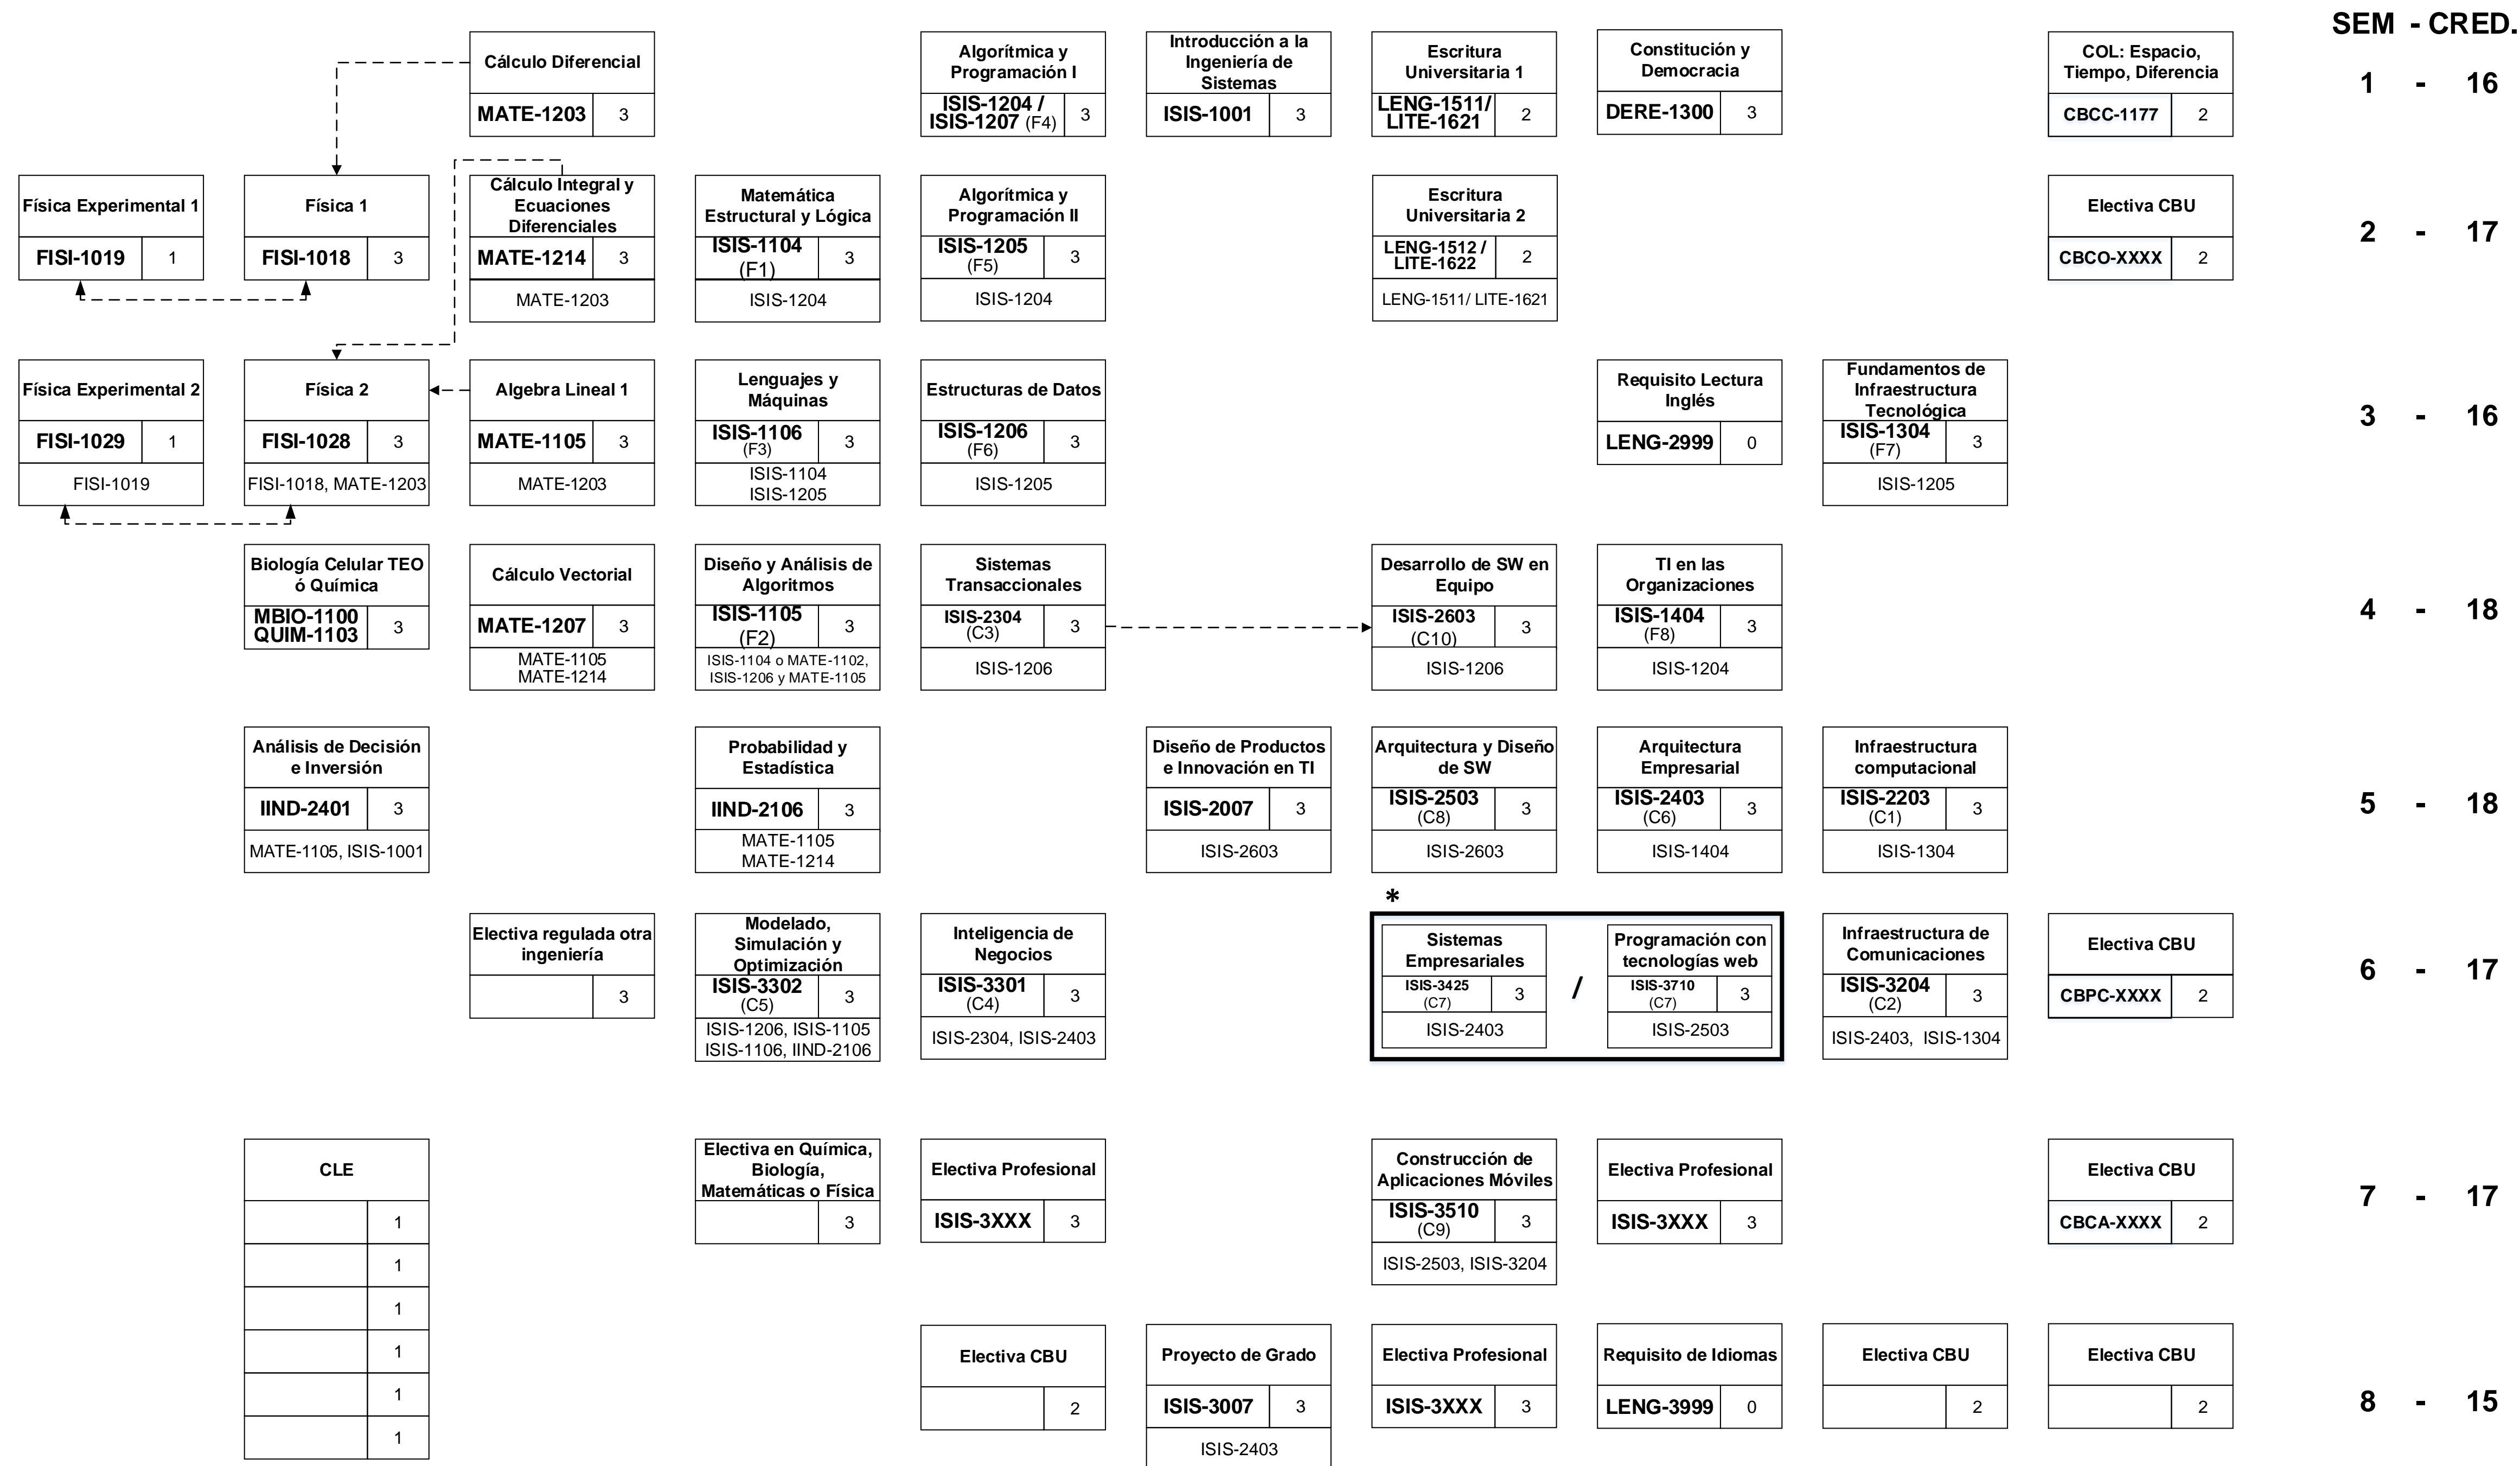 SEM - CRED.
Cálculo Diferencial
MATE-1203
3
Algorítmica y
Programación I
ISIS-1204 /
ISIS-1207 (F4)
3
Introducción a la
Ingeniería de
Sistemas
ISIS-1001
3
Escritura
Universitaria 1
LENG-1511/
LITE-1621
2
Constitución y
Democracia
DERE-1300
3
COL: Espacio,
Tiempo, Diferencia
CBCC-1177
2
1 - 16
Física Experimental 1
FISI-1019
1
Física 1
FISI-1018
3
Cálculo Integral y
Ecuaciones
Diferenciales
MATE-1214
3
MATE-1203
Matemática
Estructural y Lógica
ISIS-1104
(F1)
3
ISIS-1204
Algorítmica y
Programación II
ISIS-1205
(F5)
3
ISIS-1204
Escritura
Universitaria 2
LENG-1512 /
LITE-1622
2
LENG-1511/ LITE-1621
Electiva CBU
CBCO-XXXX
2
2 - 17
Física Experimental 2
FISI-1029
1
FISI-1019
Física 2
FISI-1028
3
FISI-1018, MATE-1203
Algebra Lineal 1
MATE-1105
3
MATE-1203
Lenguajes y
Máquinas
ISIS-1106
(F3)
3
ISIS-1104
ISIS-1205
Estructuras de Datos
ISIS-1206
(F6)
3
ISIS-1205
Requisito Lectura
Inglés
LENG-2999
0
Fundamentos de
Infraestructura
Tecnológica
ISIS-1304
(F7)
3
ISIS-1205
3 - 16
Biología Celular TEO
ó Química
MBIO-1100
QUIM-1103
3
Cálculo Vectorial
MATE-1207
3
MATE-1105
MATE-1214
Diseño y Análisis de
Algoritmos
ISIS-1105
(F2)
3
ISIS-1104 o MATE-1102,
ISIS-1206 y MATE-1105
Sistemas
Transaccionales
ISIS-2304
(C3)
3
ISIS-1206
Desarrollo de SW en
Equipo
ISIS-2603
(C10)
3
ISIS-1206
TI en las
Organizaciones
ISIS-1404
(F8)
3
ISIS-1204
4 - 18
Análisis de Decisión
e Inversión
IIND-2401
3
MATE-1105, ISIS-1001
Probabilidad y
Estadística
IIND-2106
3
MATE-1105
MATE-1214
Diseño de Productos
e Innovación en TI
ISIS-2007
3
ISIS-2603
Arquitectura y Diseño
de SW
ISIS-2503
(C8)
3
ISIS-2603
Arquitectura
Empresarial
ISIS-2403
(C6)
3
ISIS-1404
Infraestructura
computacional
ISIS-2203
(C1)
3
ISIS-1304
5 - 18
Electiva regulada otra
ingeniería
3
Modelado,
Simulación y
Optimización
ISIS-3302
(C5)
3
ISIS-1206, ISIS-1105
ISIS-1106, IIND-2106
Inteligencia de
Negocios
ISIS-3301
(C4)
3
ISIS-2304, ISIS-2403
*
Sistemas
Empresariales
ISIS-3425
(C7)
3
ISIS-2403
/
Programación con
tecnologías web
ISIS-3710
(C7)
3
ISIS-2503
Infraestructura de
Comunicaciones
ISIS-3204
(C2)
3
ISIS-2403, ISIS-1304
Electiva CBU
CBPC-XXXX
2
6 - 17
CLE
1
1
1
1
1
1
Electiva en Química,
Biología,
Matemáticas o Física
3
Electiva Profesional
ISIS-3XXX
3
Construcción de
Aplicaciones Móviles
ISIS-3510
(C9)
3
ISIS-2503, ISIS-3204
Electiva Profesional
ISIS-3XXX
3
Electiva CBU
CBCA-XXXX
2
7 - 17
Electiva CBU
2
Proyecto de Grado
ISIS-3007
3
ISIS-2403
Electiva Profesional
ISIS-3XXX
3
Requisito de Idiomas
LENG-3999
0
Electiva CBU
2
Electiva CBU
2
8 - 15